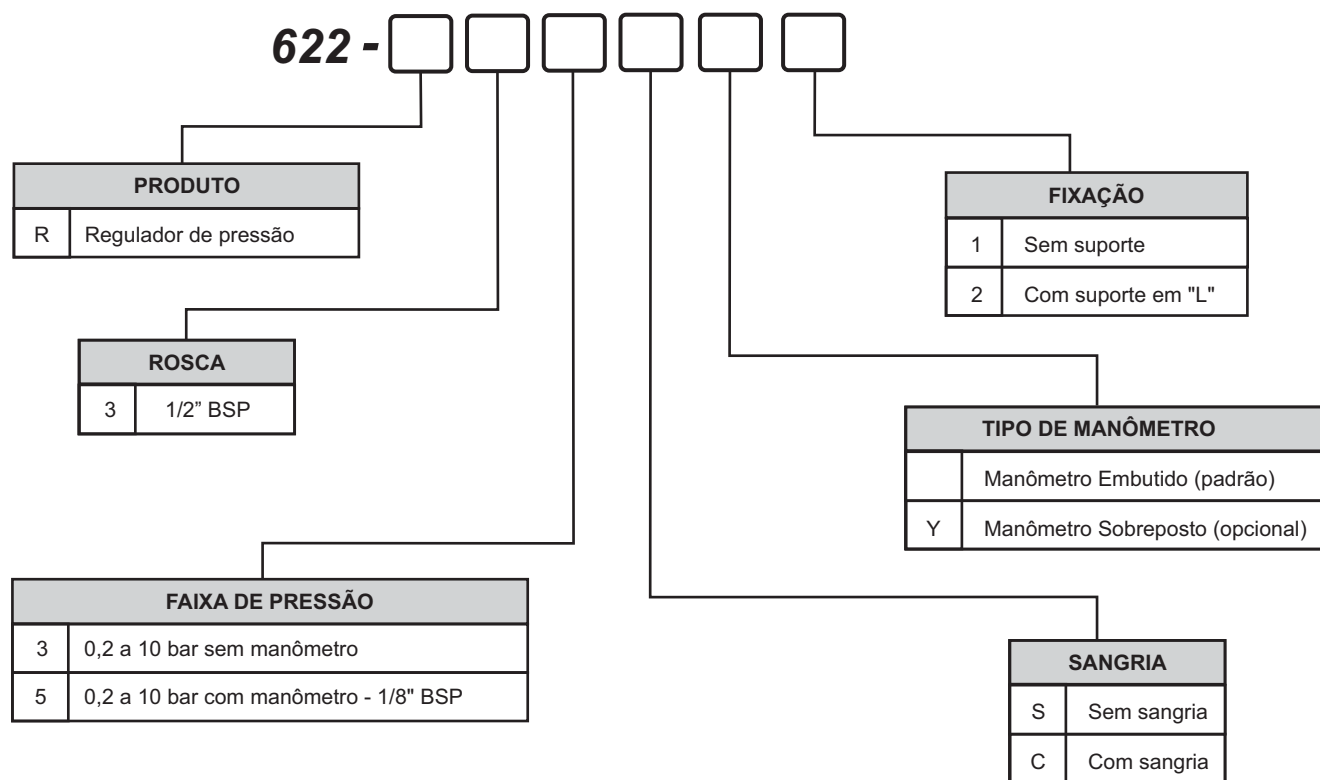 622 -
PRODUTO
R Regulador de pressão
FIXAÇÃO
1 Sem suporte
2 Com suporte em "L"
ROSCA
3 1/2” BSP
TIPO DE MANÔMETRO
Manômetro Embutido (padrão)
Y Manômetro Sobreposto (opcional)
FAIXA DE PRESSÃO
3 0,2 a 10 bar sem manômetro
5 0,2 a 10 bar com manômetro - 1/8" BSP
SANGRIA
S Sem sangria
C Com sangria